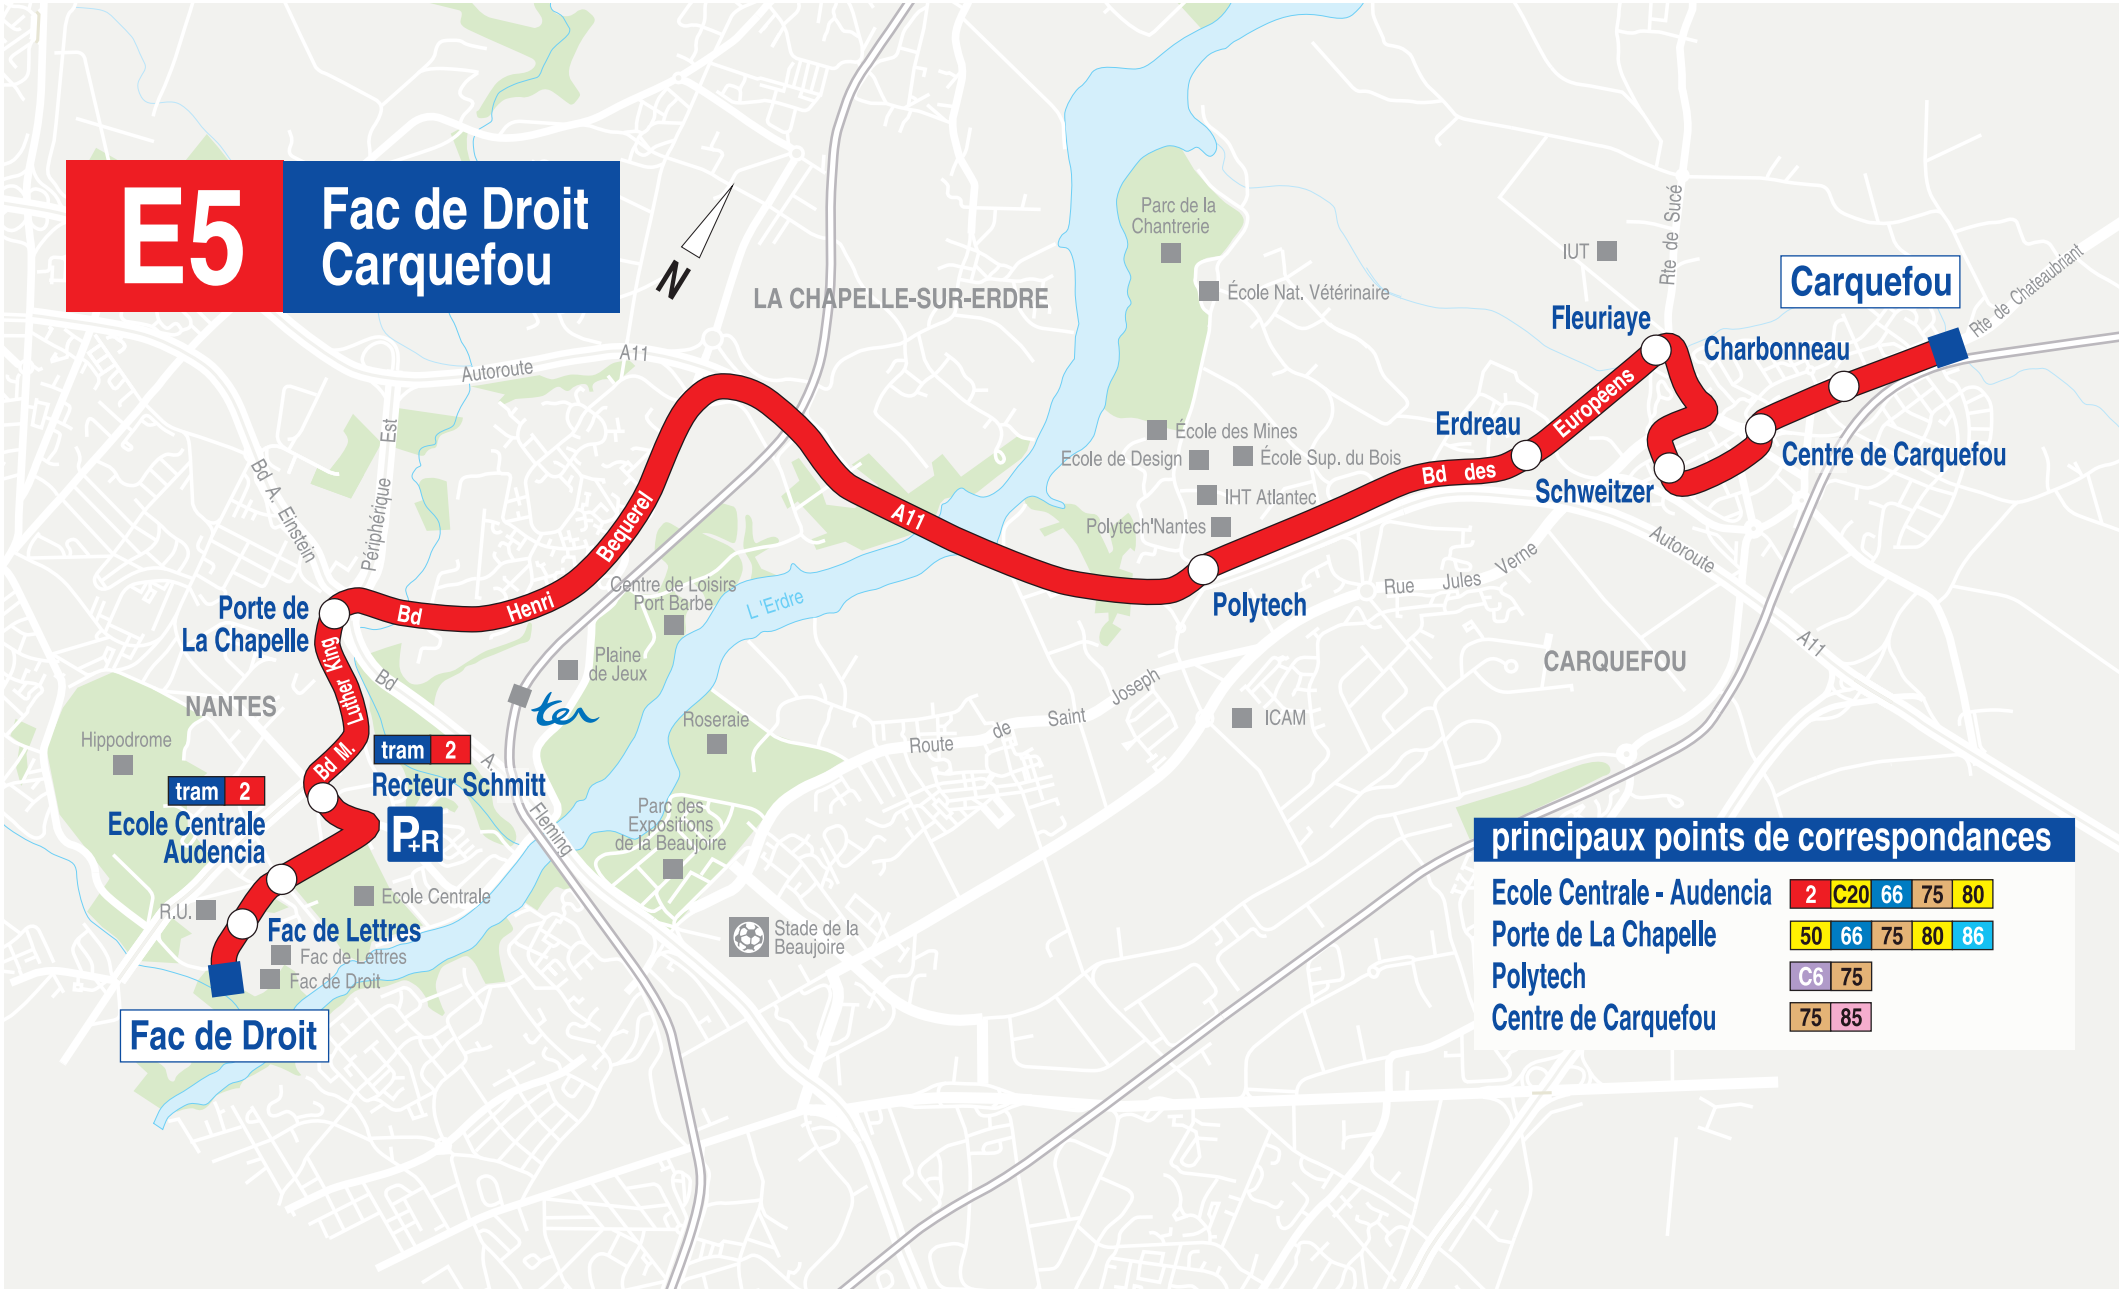 E5
Fac de Droit
Carquefou
N
LA CHAPELLE-SUR-ERDRE
Autoroute
A11
Périphérique Est
Bd A. Einstein
Parc de la
Chantrerie
École Nat. Vétérinaire
IUT
Rte de Sucé
Carquefou
Rte de Chateaubriant
Fleuriaye
Charbonneau
Erdreau
Centre de Carquefou
Schweitzer
Bd des Européens
École des Mines
Ecole de Design
École Sup. du Bois
IHT Atlantec
Polytech'Nantes
Polytech
A11
Autoroute
A11
Rue Jules Verne
CARQUEFOU
Porte de
La Chapelle
Bd Henri Bequerel
Centre de Loisirs
Port Barbe
L'Erdre
Plaine
de Jeux
ter
NANTES
Hippodrome
Bd M. Luther King
Bd A. Fleming
tram 2
Recteur Schmitt
P+R
tram 2
Ecole Centrale
Audencia
Ecole Centrale
R.U.
Fac de Lettres
Fac de Lettres
Fac de Droit
Fac de Droit
Roseraie
Parc des
Expositions
de la Beaujoire
Stade de la
Beaujoire
Route de Saint Joseph
ICAM
principaux points de correspondances
Ecole Centrale - Audencia 2 C20 66 75 80
Porte de La Chapelle 50 66 75 80 86
Polytech C6 75
Centre de Carquefou 75 85